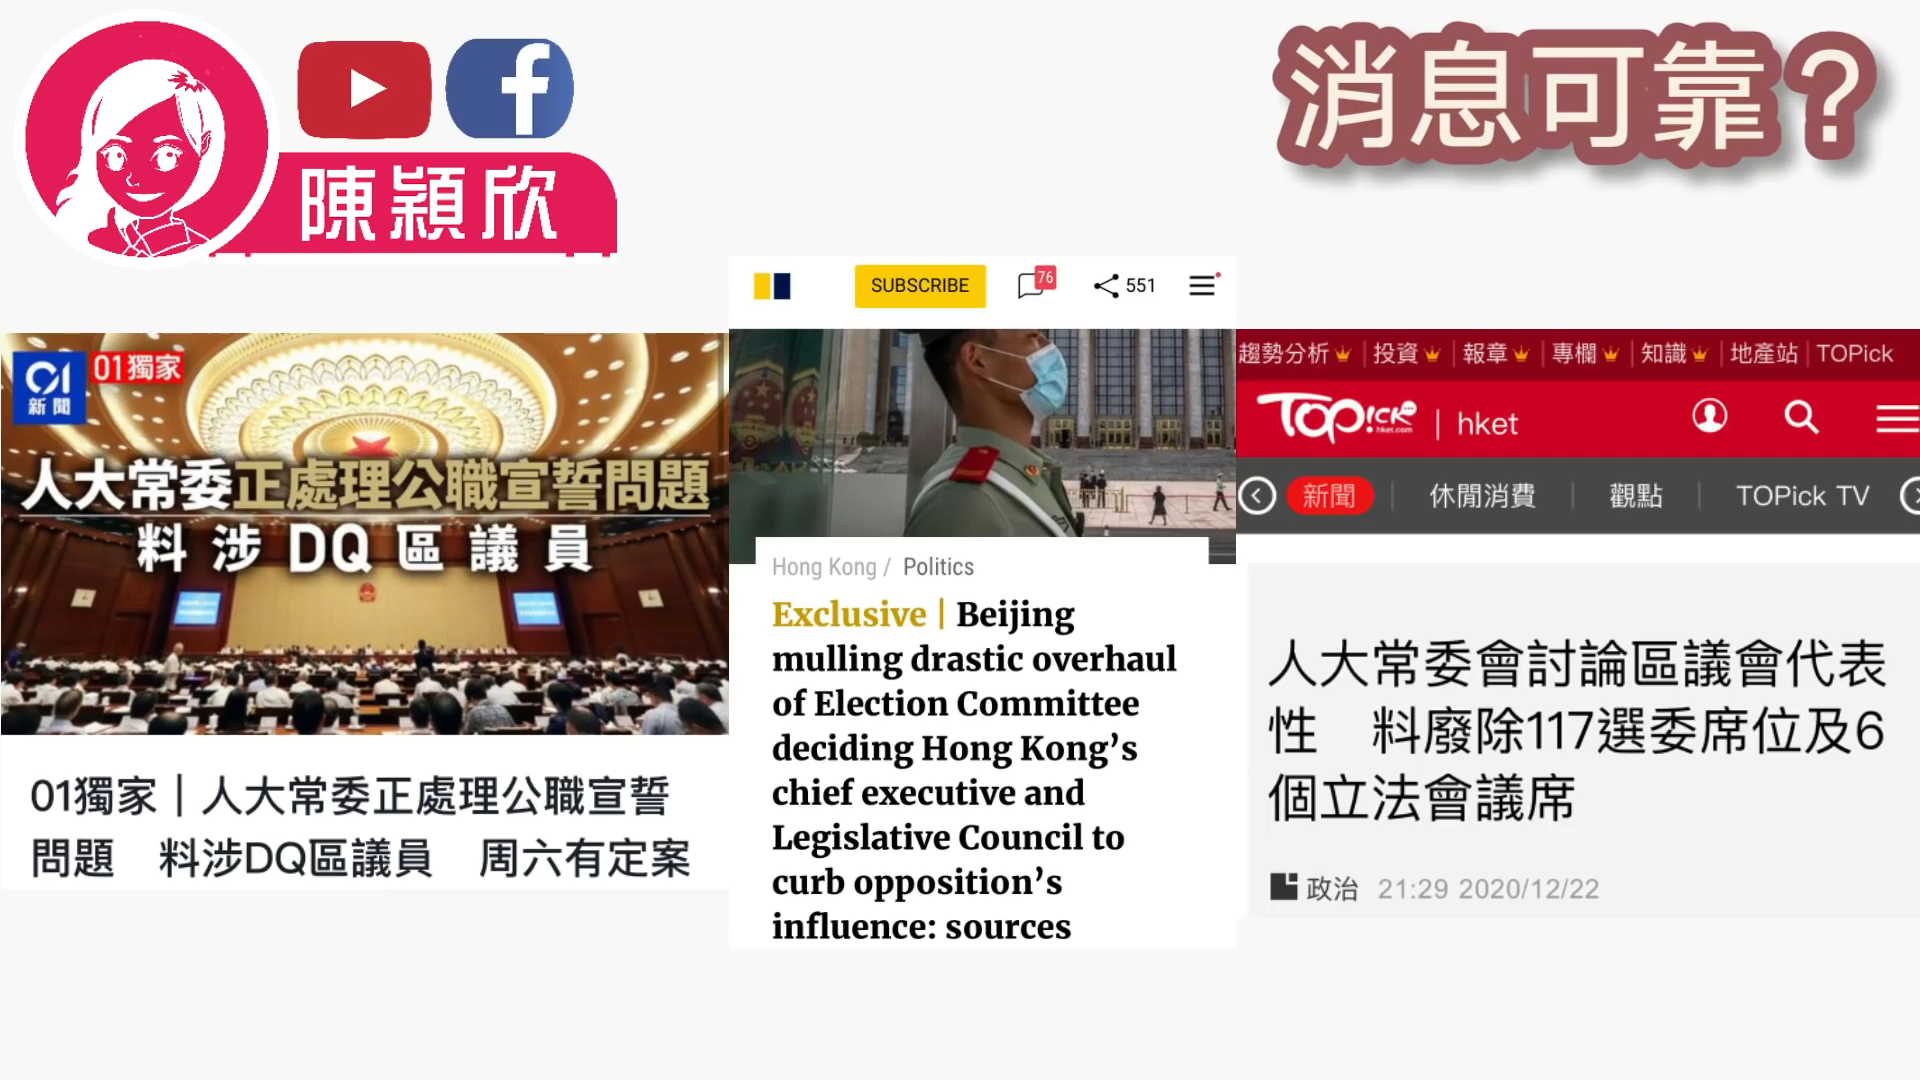 陳穎欣
消息可靠？
01
新聞
01獨家
人大常委正處理公職宣誓問題
料涉DQ區議員
01獨家｜人大常委正處理公職宣誓
問題　料涉DQ區議員　周六有定案
SUBSCRIBE
76
551
Hong Kong / Politics
Exclusive | Beijing
mulling drastic overhaul
of Election Committee
deciding Hong Kong’s
chief executive and
Legislative Council to
curb opposition’s
influence: sources
趨勢分析 | 投資 | 報章 | 專欄 | 知識 | 地產站 | TOPick
TOPick hket.com | hket
新聞 | 休閒消費 | 觀點 | TOPick TV
人大常委會討論區議會代表
性　料廢除117選委席位及6
個立法會議席
政治 21:29 2020/12/22